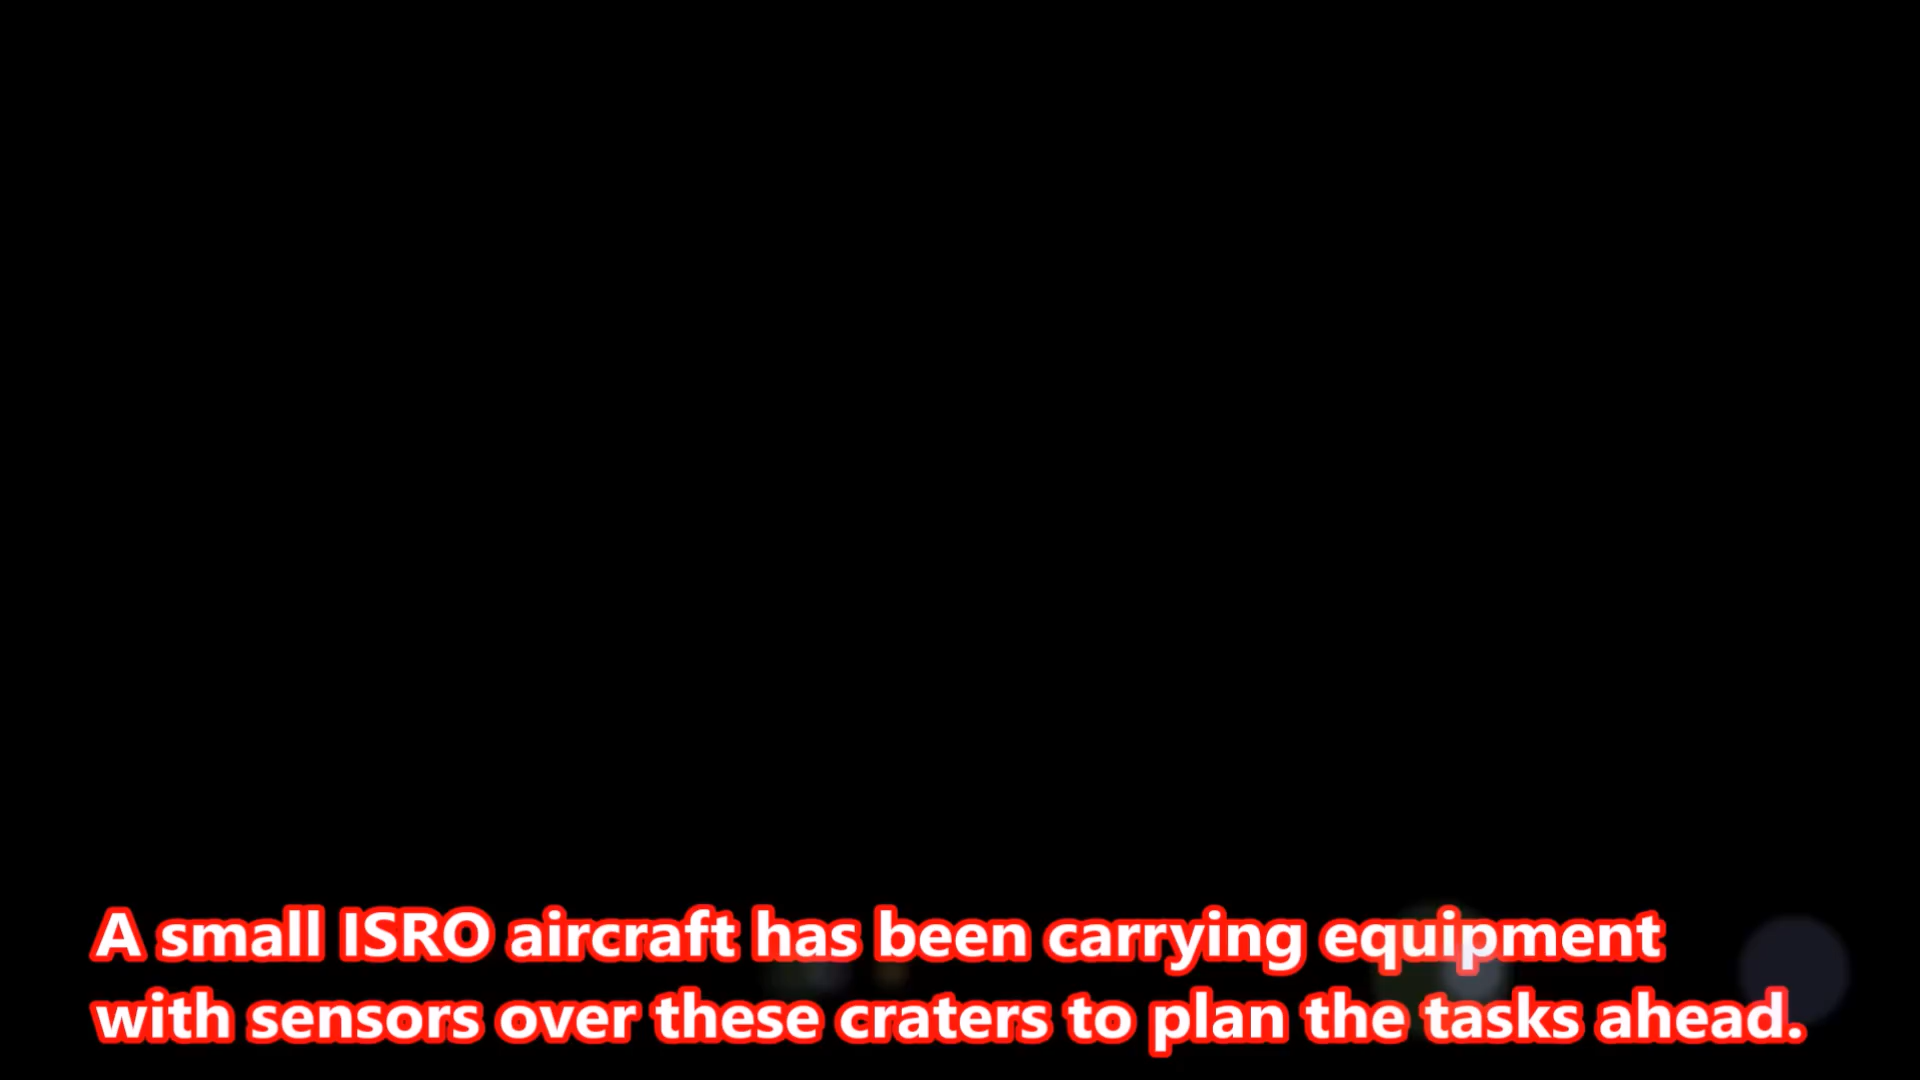 A small ISRO aircraft has been carrying equipment
with sensors over these craters to plan the tasks ahead.